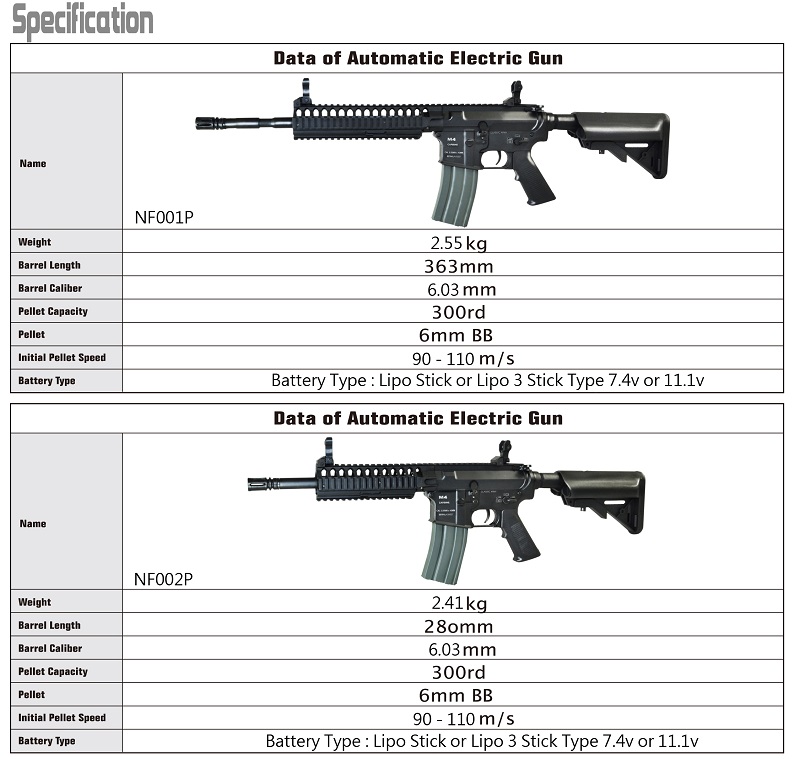 Specification
Data of Automatic Electric Gun
Name
M4
NF001P
Weight 2.55 kg
Barrel Length 363mm
Barrel Caliber 6.03 mm
Pellet Capacity 300rd
Pellet 6mm BB
Initial Pellet Speed 90 - 110 m/s
Battery Type Battery Type : Lipo Stick or Lipo 3 Stick Type 7.4v or 11.1v
Data of Automatic Electric Gun
Name
M4
NF002P
Weight 2.41 kg
Barrel Length 28omm
Barrel Caliber 6.03 mm
Pellet Capacity 300rd
Pellet 6mm BB
Initial Pellet Speed 90 - 110 m/s
Battery Type Battery Type : Lipo Stick or Lipo 3 Stick Type 7.4v or 11.1v